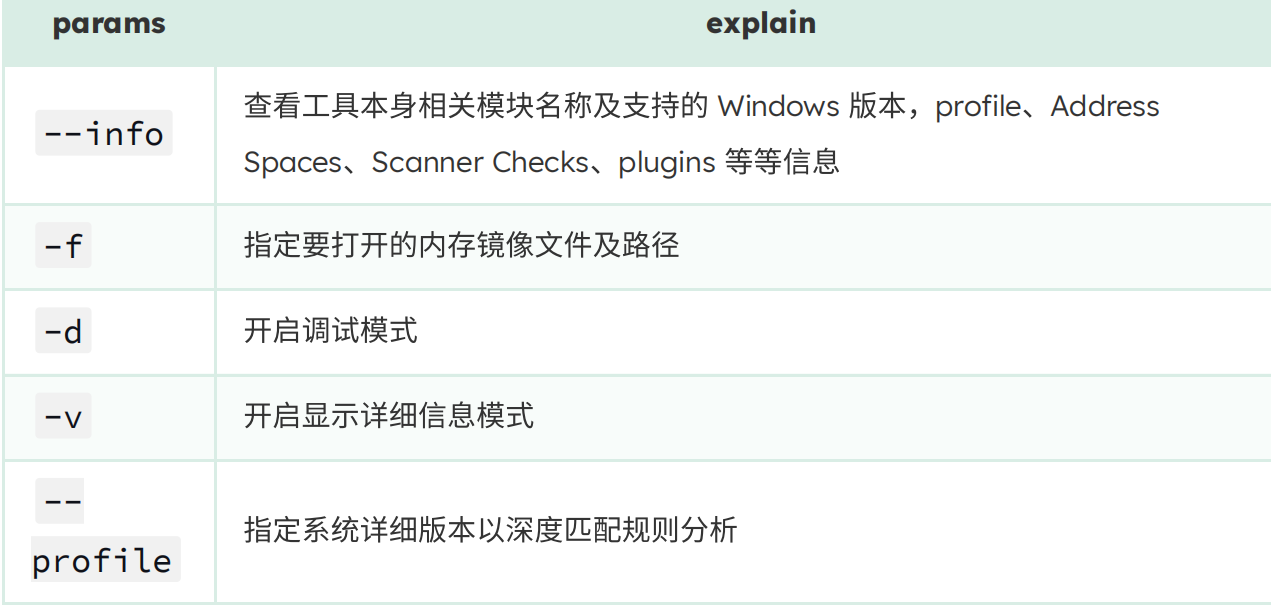 params explain
--info
查看工具本身相关模块名称及支持的 Windows 版本，profile、Address
Spaces、Scanner Checks、plugins 等等信息
-f 指定要打开的内存镜像文件及路径
-d 开启调试模式
-v 开启显示详细信息模式
--
profile
指定系统详细版本以深度匹配规则分析